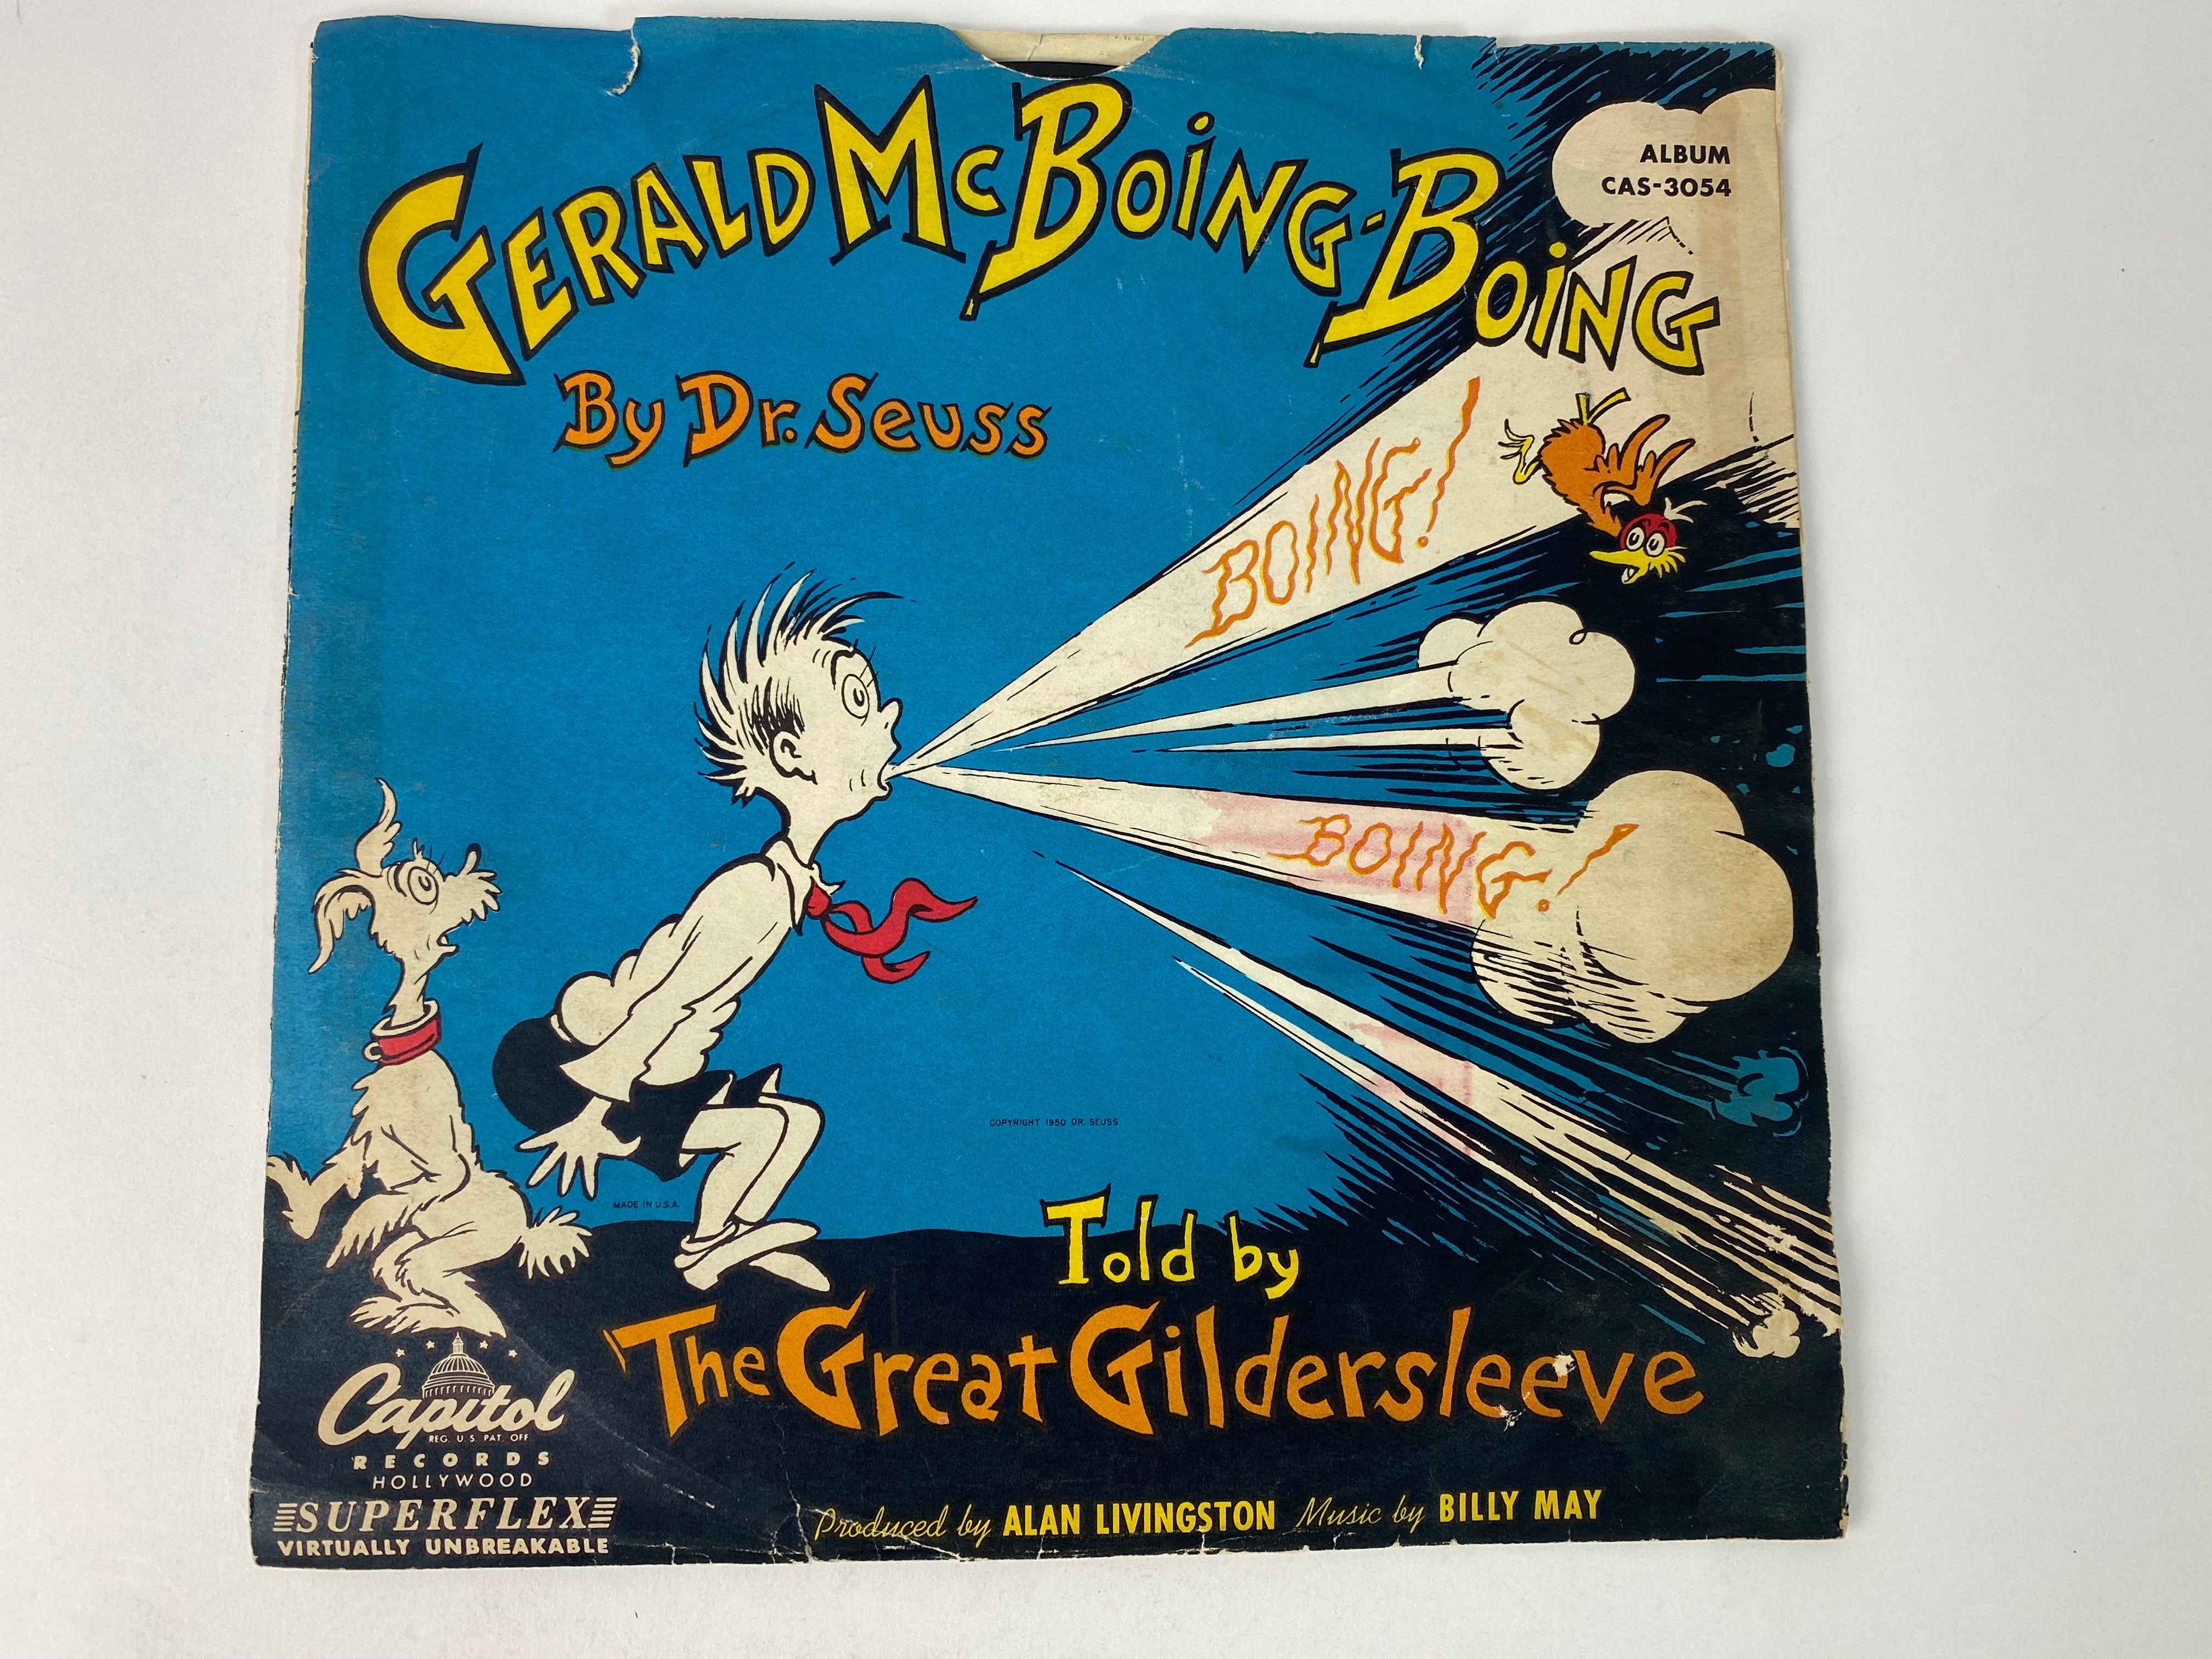 GERALD McBOING-BOING
ALBUM
CAS-3054
By Dr. Seuss
BOING!
BOING!
COPYRIGHT 1950 DR. SEUSS
MADE IN U.S.A.
Told by
The Great Gildersleeve
Capitol
REG. U. S. PAT. OFF
RECORDS
HOLLYWOOD
SUPERFLEX
VIRTUALLY UNBREAKABLE
Produced by ALAN LIVINGSTON Music by BILLY MAY